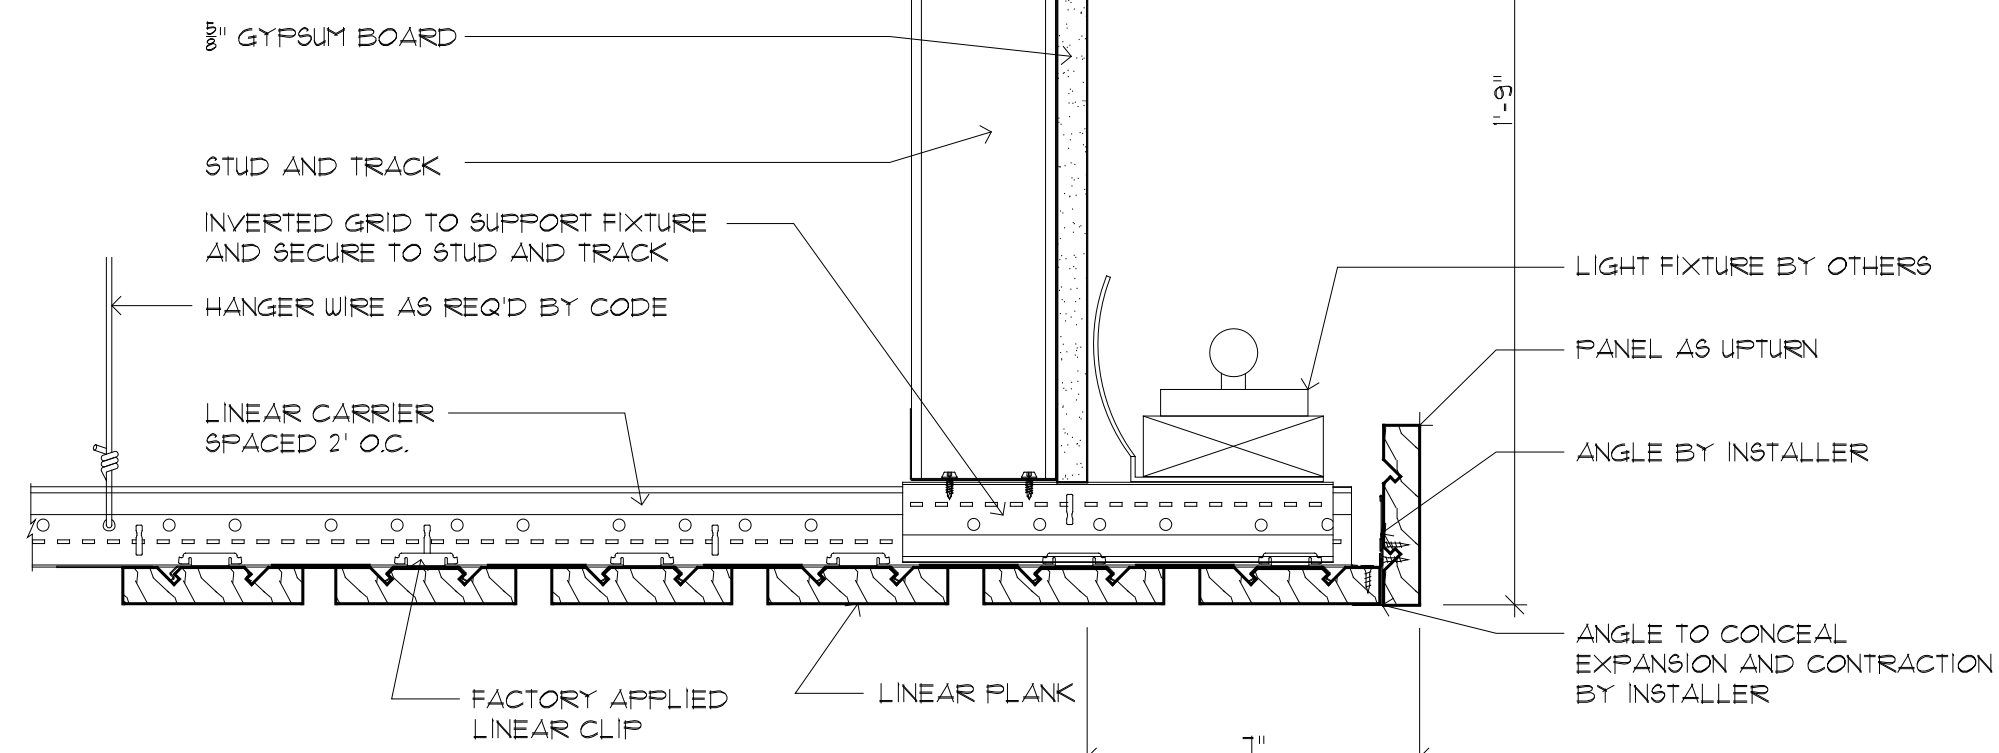 5/8" GYPSUM BOARD
STUD AND TRACK
INVERTED GRID TO SUPPORT FIXTURE
AND SECURE TO STUD AND TRACK
HANGER WIRE AS REQ'D BY CODE
LINEAR CARRIER
SPACED 2' O.C.
FACTORY APPLIED
LINEAR CLIP
LINEAR PLANK
1'-9"
LIGHT FIXTURE BY OTHERS
PANEL AS UPTURN
ANGLE BY INSTALLER
ANGLE TO CONCEAL
EXPANSION AND CONTRACTION
BY INSTALLER
7"